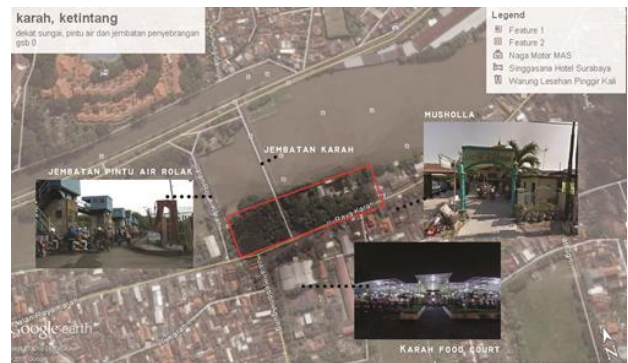 karah, ketintang
dekat sungai, pintu air dan jembatan penyebrangan
gsb 0
Legend
Feature 1
Feature 2
Naga Motor MAS
Singgasana Hotel Surabaya
Warung Lesehan Pinggir Kali
MUSHOLLA
JEMBATAN KARAH
JEMBATAN PINTU AIR ROLAK
Raya Karah
Google earth
KARAH FOOD COURT
N